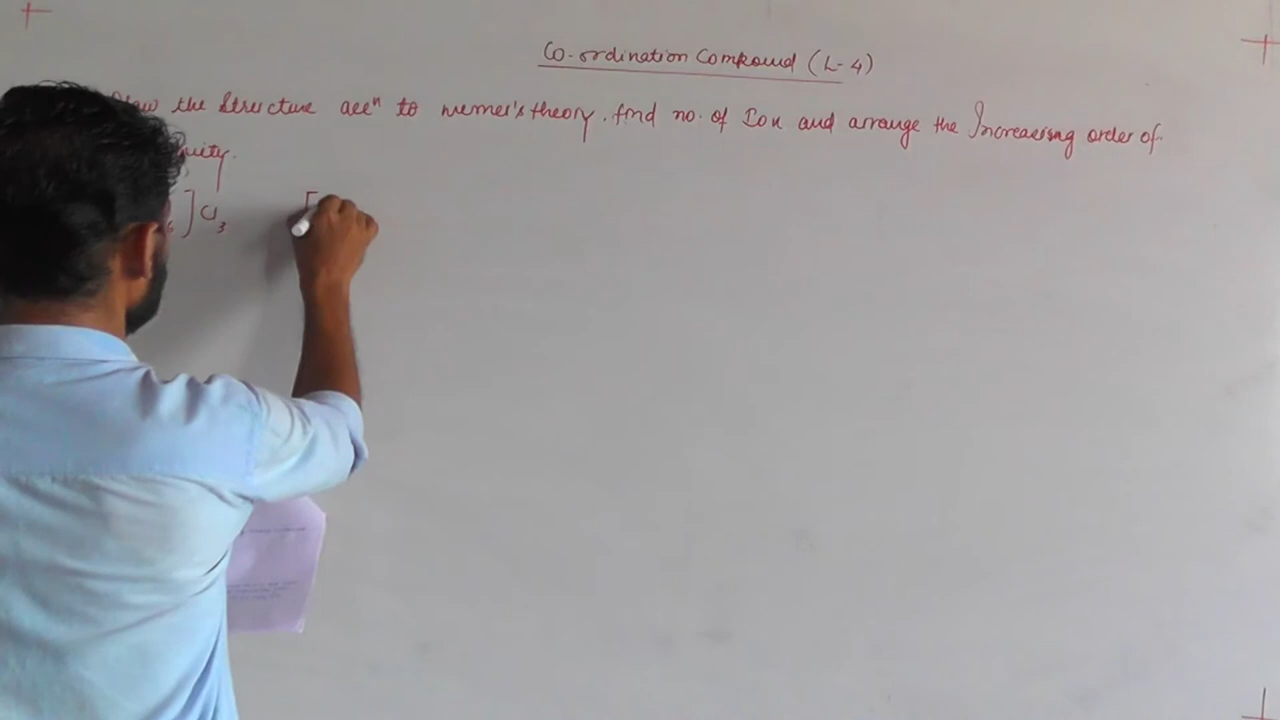 Co-ordination Compound (L-4)
the Structure accⁿ to werner's theory. find no. of Ion and arrange the Increasing order of
]Cl₃ [